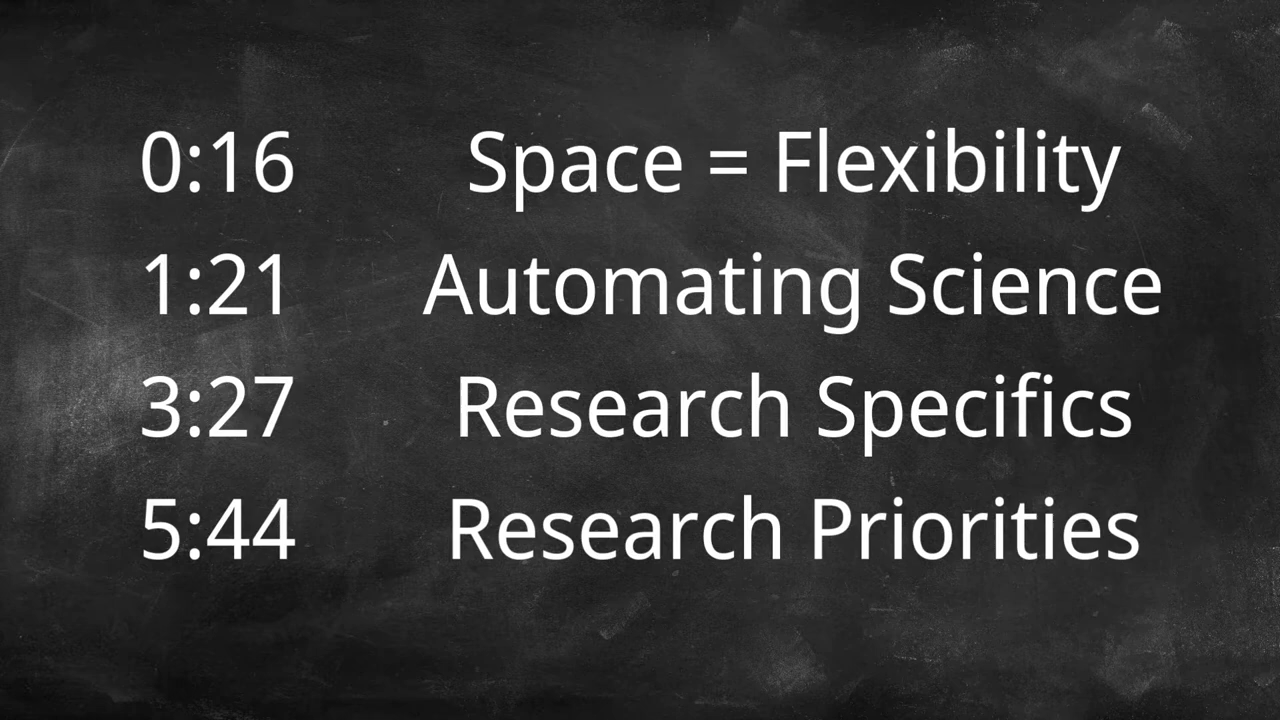 0:16 Space = Flexibility
1:21 Automating Science
3:27 Research Specifics
5:44 Research Priorities